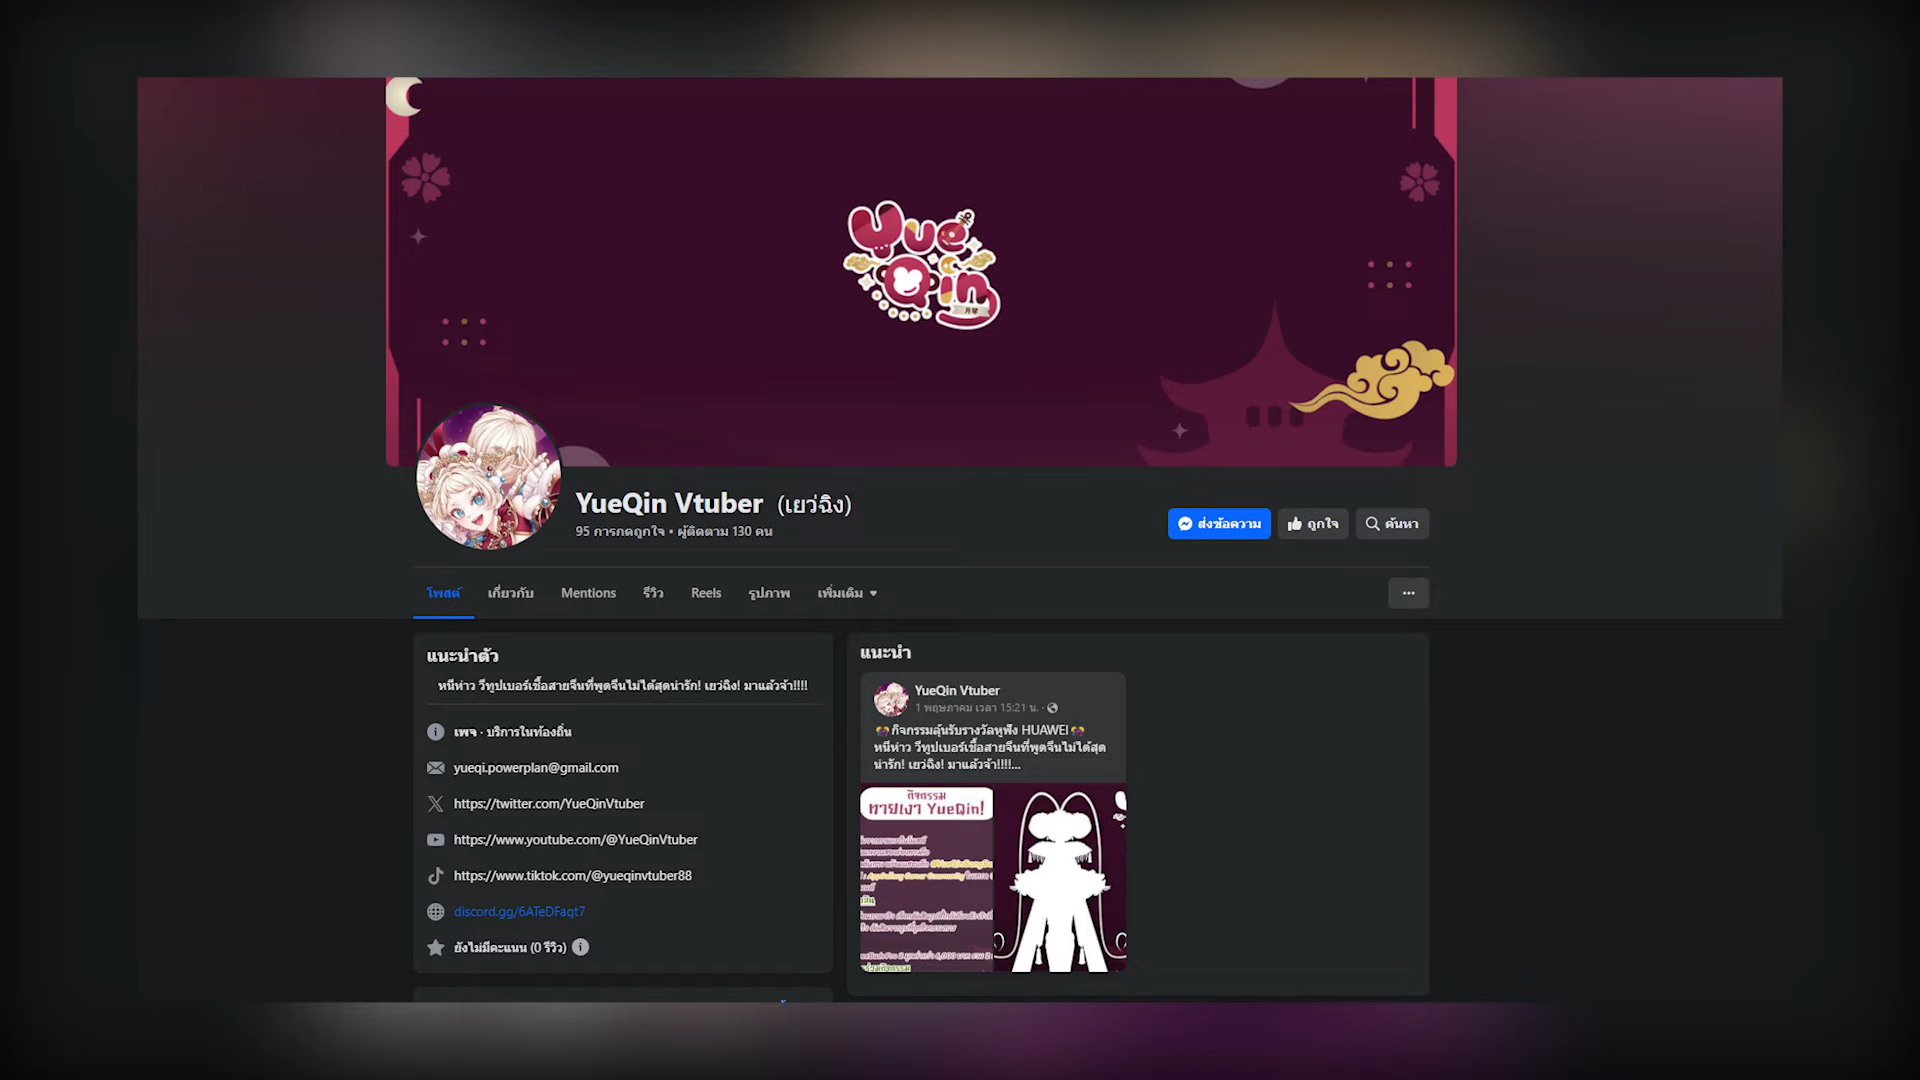 Yue
Qin
月琴
YueQin Vtuber (เยว่ฉิง)
95 การกดถูกใจ • ผู้ติดตาม 130 คน
ส่งข้อความ
ถูกใจ
ค้นหา
โพสต์
เกี่ยวกับ
Mentions
รีวิว
Reels
รูปภาพ
เพิ่มเติม
แนะนำตัว
หนีห่าว วีทูปเบอร์เชื้อสายจีนที่พูดจีนไม่ได้สุดน่ารัก! เยว่ฉิง! มาแล้วจ้า!!!!
เพจ · บริการในท้องถิ่น
yueqi.powerplan@gmail.com
https://twitter.com/YueQinVtuber
https://www.youtube.com/@YueQinVtuber
https://www.tiktok.com/@yueqinvtuber88
discord.gg/6ATeDFaqt7
ยังไม่มีคะแนน (0 รีวิว)
แนะนำ
YueQin Vtuber
1 พฤษภาคม เวลา 15:21 น. ·
กิจกรรมลุ้นรับรางวัลหูฟัง HUAWEI
หนีห่าว วีทูปเบอร์เชื้อสายจีนที่พูดจีนไม่ได้สุด
น่ารัก! เยว่ฉิง! มาแล้วจ้า!!!!...
กิจกรรม
ทายเงา YueQin!